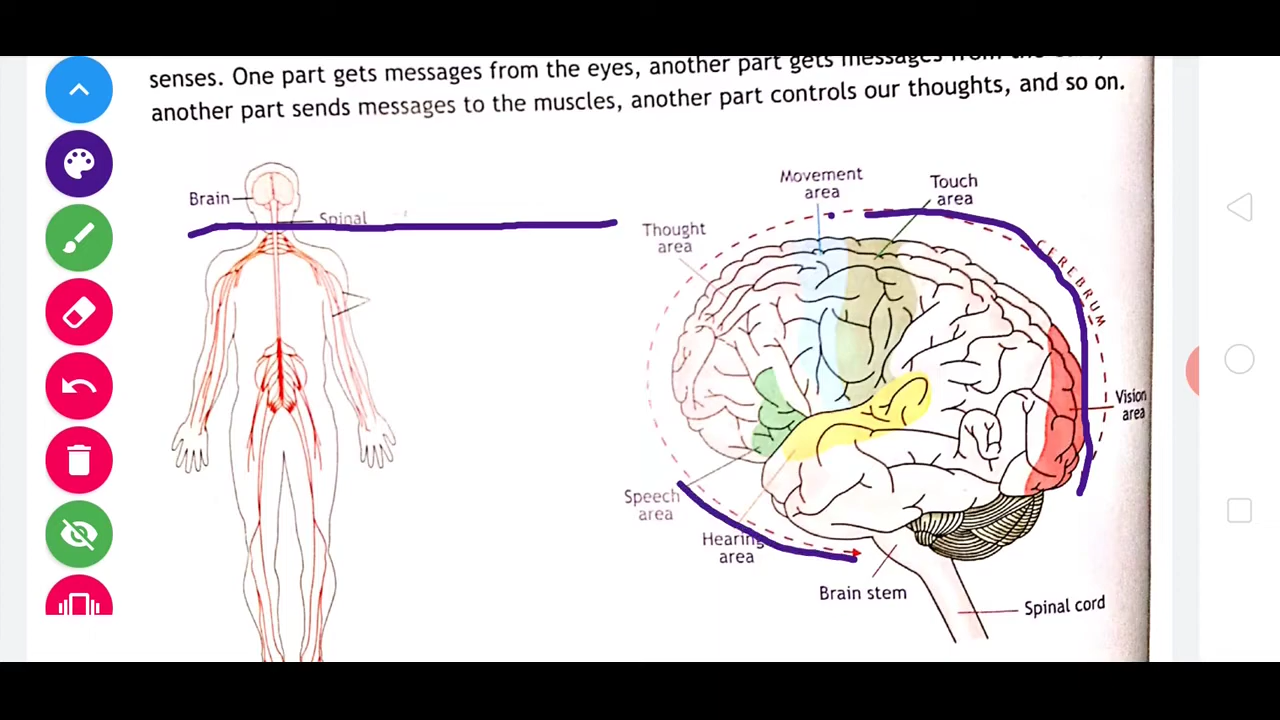 senses. One part gets messages from the eyes, another part gets messages from the
another part sends messages to the muscles, another part controls our thoughts, and so on.
Brain
Spinal
Movement
area
Touch
area
Thought
area
CEREBRUM
Vision
area
Speech
area
Hearing
area
Brain stem
Spinal cord